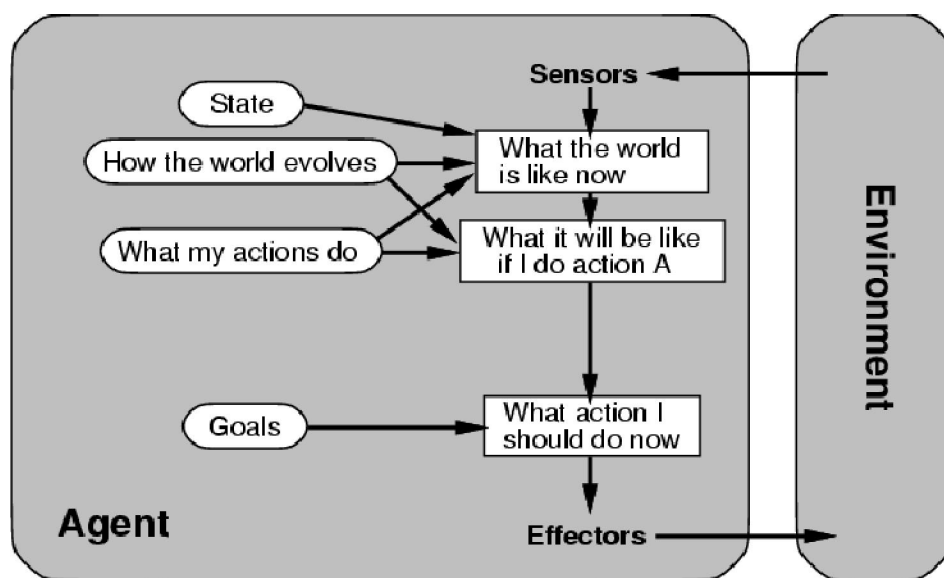 Sensors
State
What the world
is like now
How the world evolves
What my actions do
What it will be like
if I do action A
Goals
What action I
should do now
Agent
Effectors
Environment